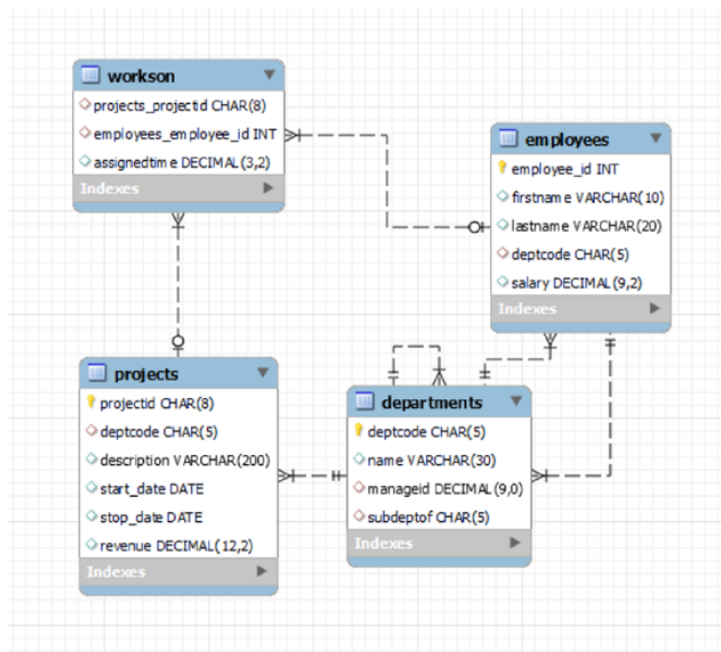 workson
projects_projectid CHAR(8)
employees_employee_id INT
assignedtime DECIMAL(3,2)
Indexes
employees
employee_id INT
firstname VARCHAR(10)
lastname VARCHAR(20)
deptcode CHAR(5)
salary DECIMAL(9,2)
Indexes
projects
projectid CHAR(8)
deptcode CHAR(5)
description VARCHAR(200)
start_date DATE
stop_date DATE
revenue DECIMAL(12,2)
Indexes
departments
deptcode CHAR(5)
name VARCHAR(30)
manageid DECIMAL(9,0)
subdeptof CHAR(5)
Indexes